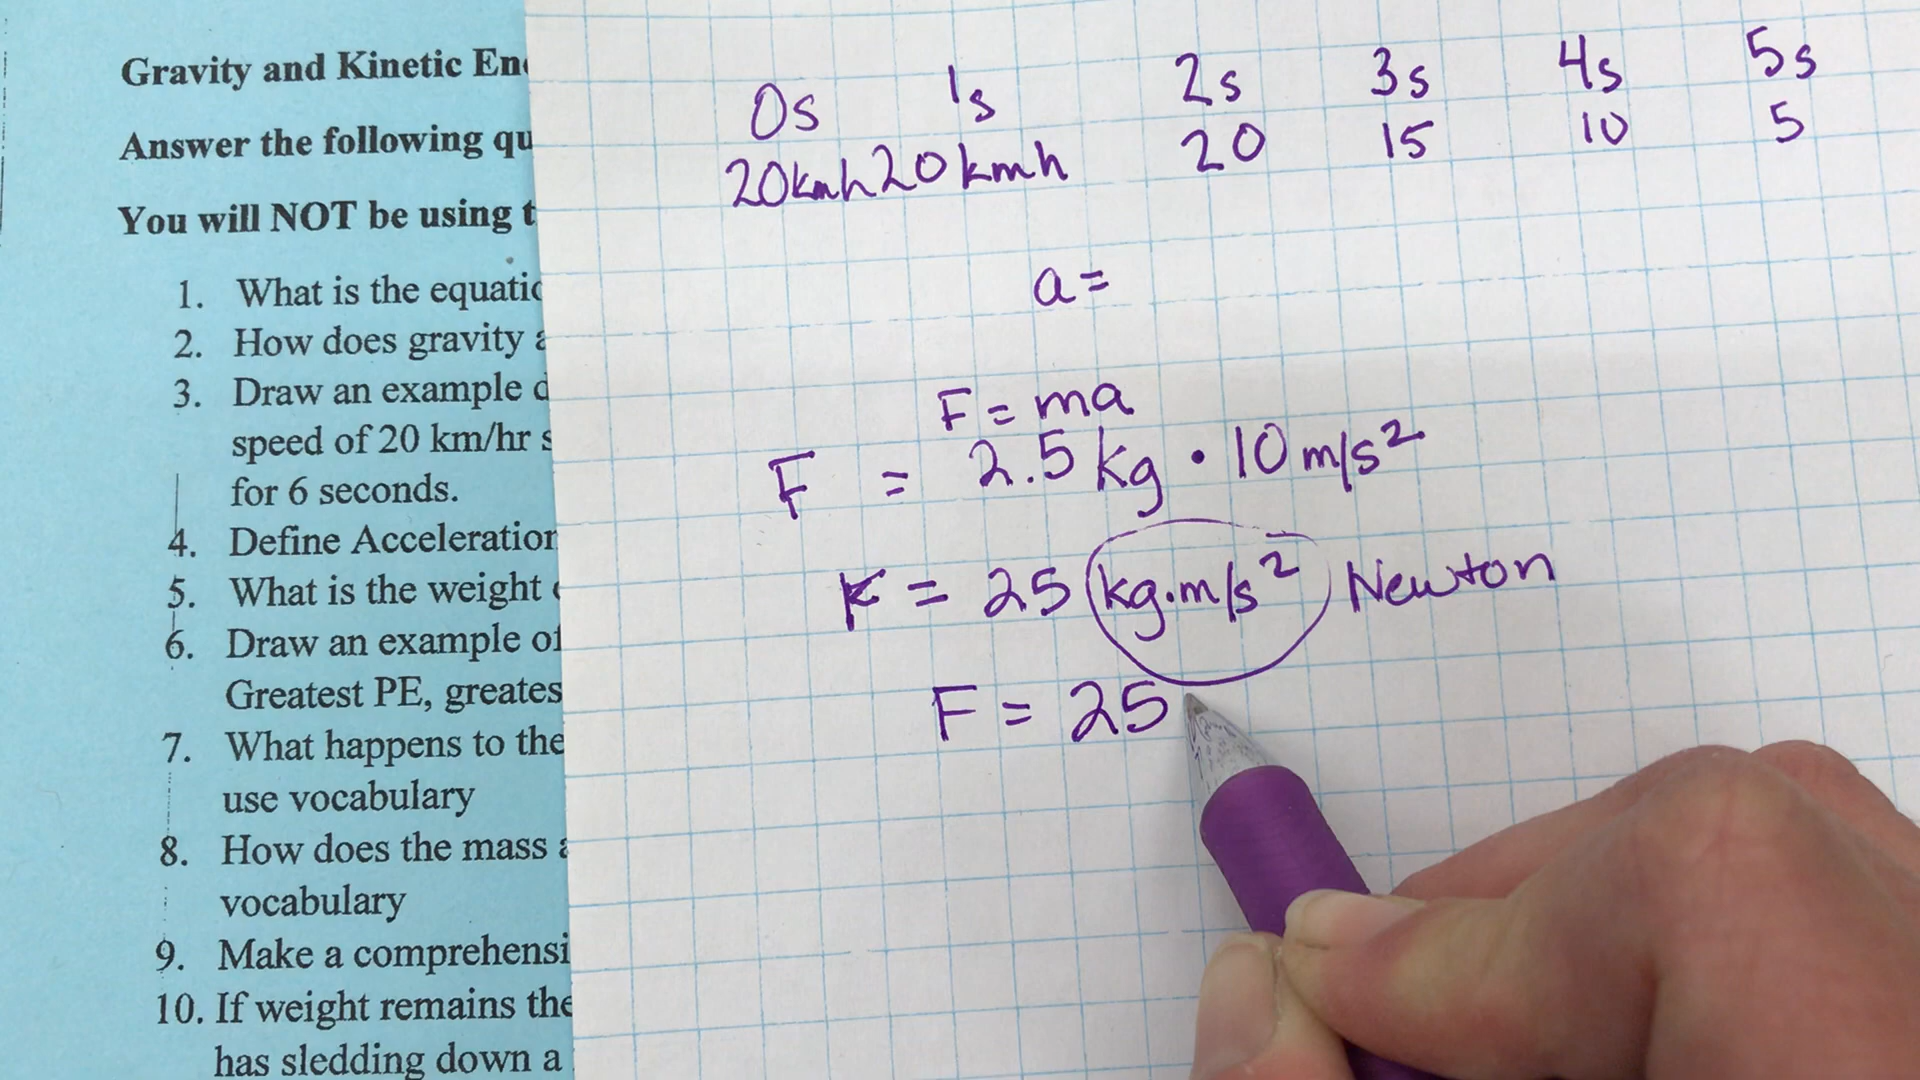 Gravity and Kinetic En
Answer the following qu
You will NOT be using t
1. What is the equatio
2. How does gravity a
3. Draw an example d
speed of 20 km/hr s
for 6 seconds.
4. Define Acceleration
5. What is the weight
6. Draw an example of
Greatest PE, greates
7. What happens to the
use vocabulary
8. How does the mass a
vocabulary
9. Make a comprehensi
10. If weight remains the
has sledding down a
0s 1s 2s 3s 4s 5s
20kmh 20kmh 20 15 10 5
a =
F = ma
F = 2.5 kg · 10 m/s²
F = 25 kg·m/s² Newton
F = 25